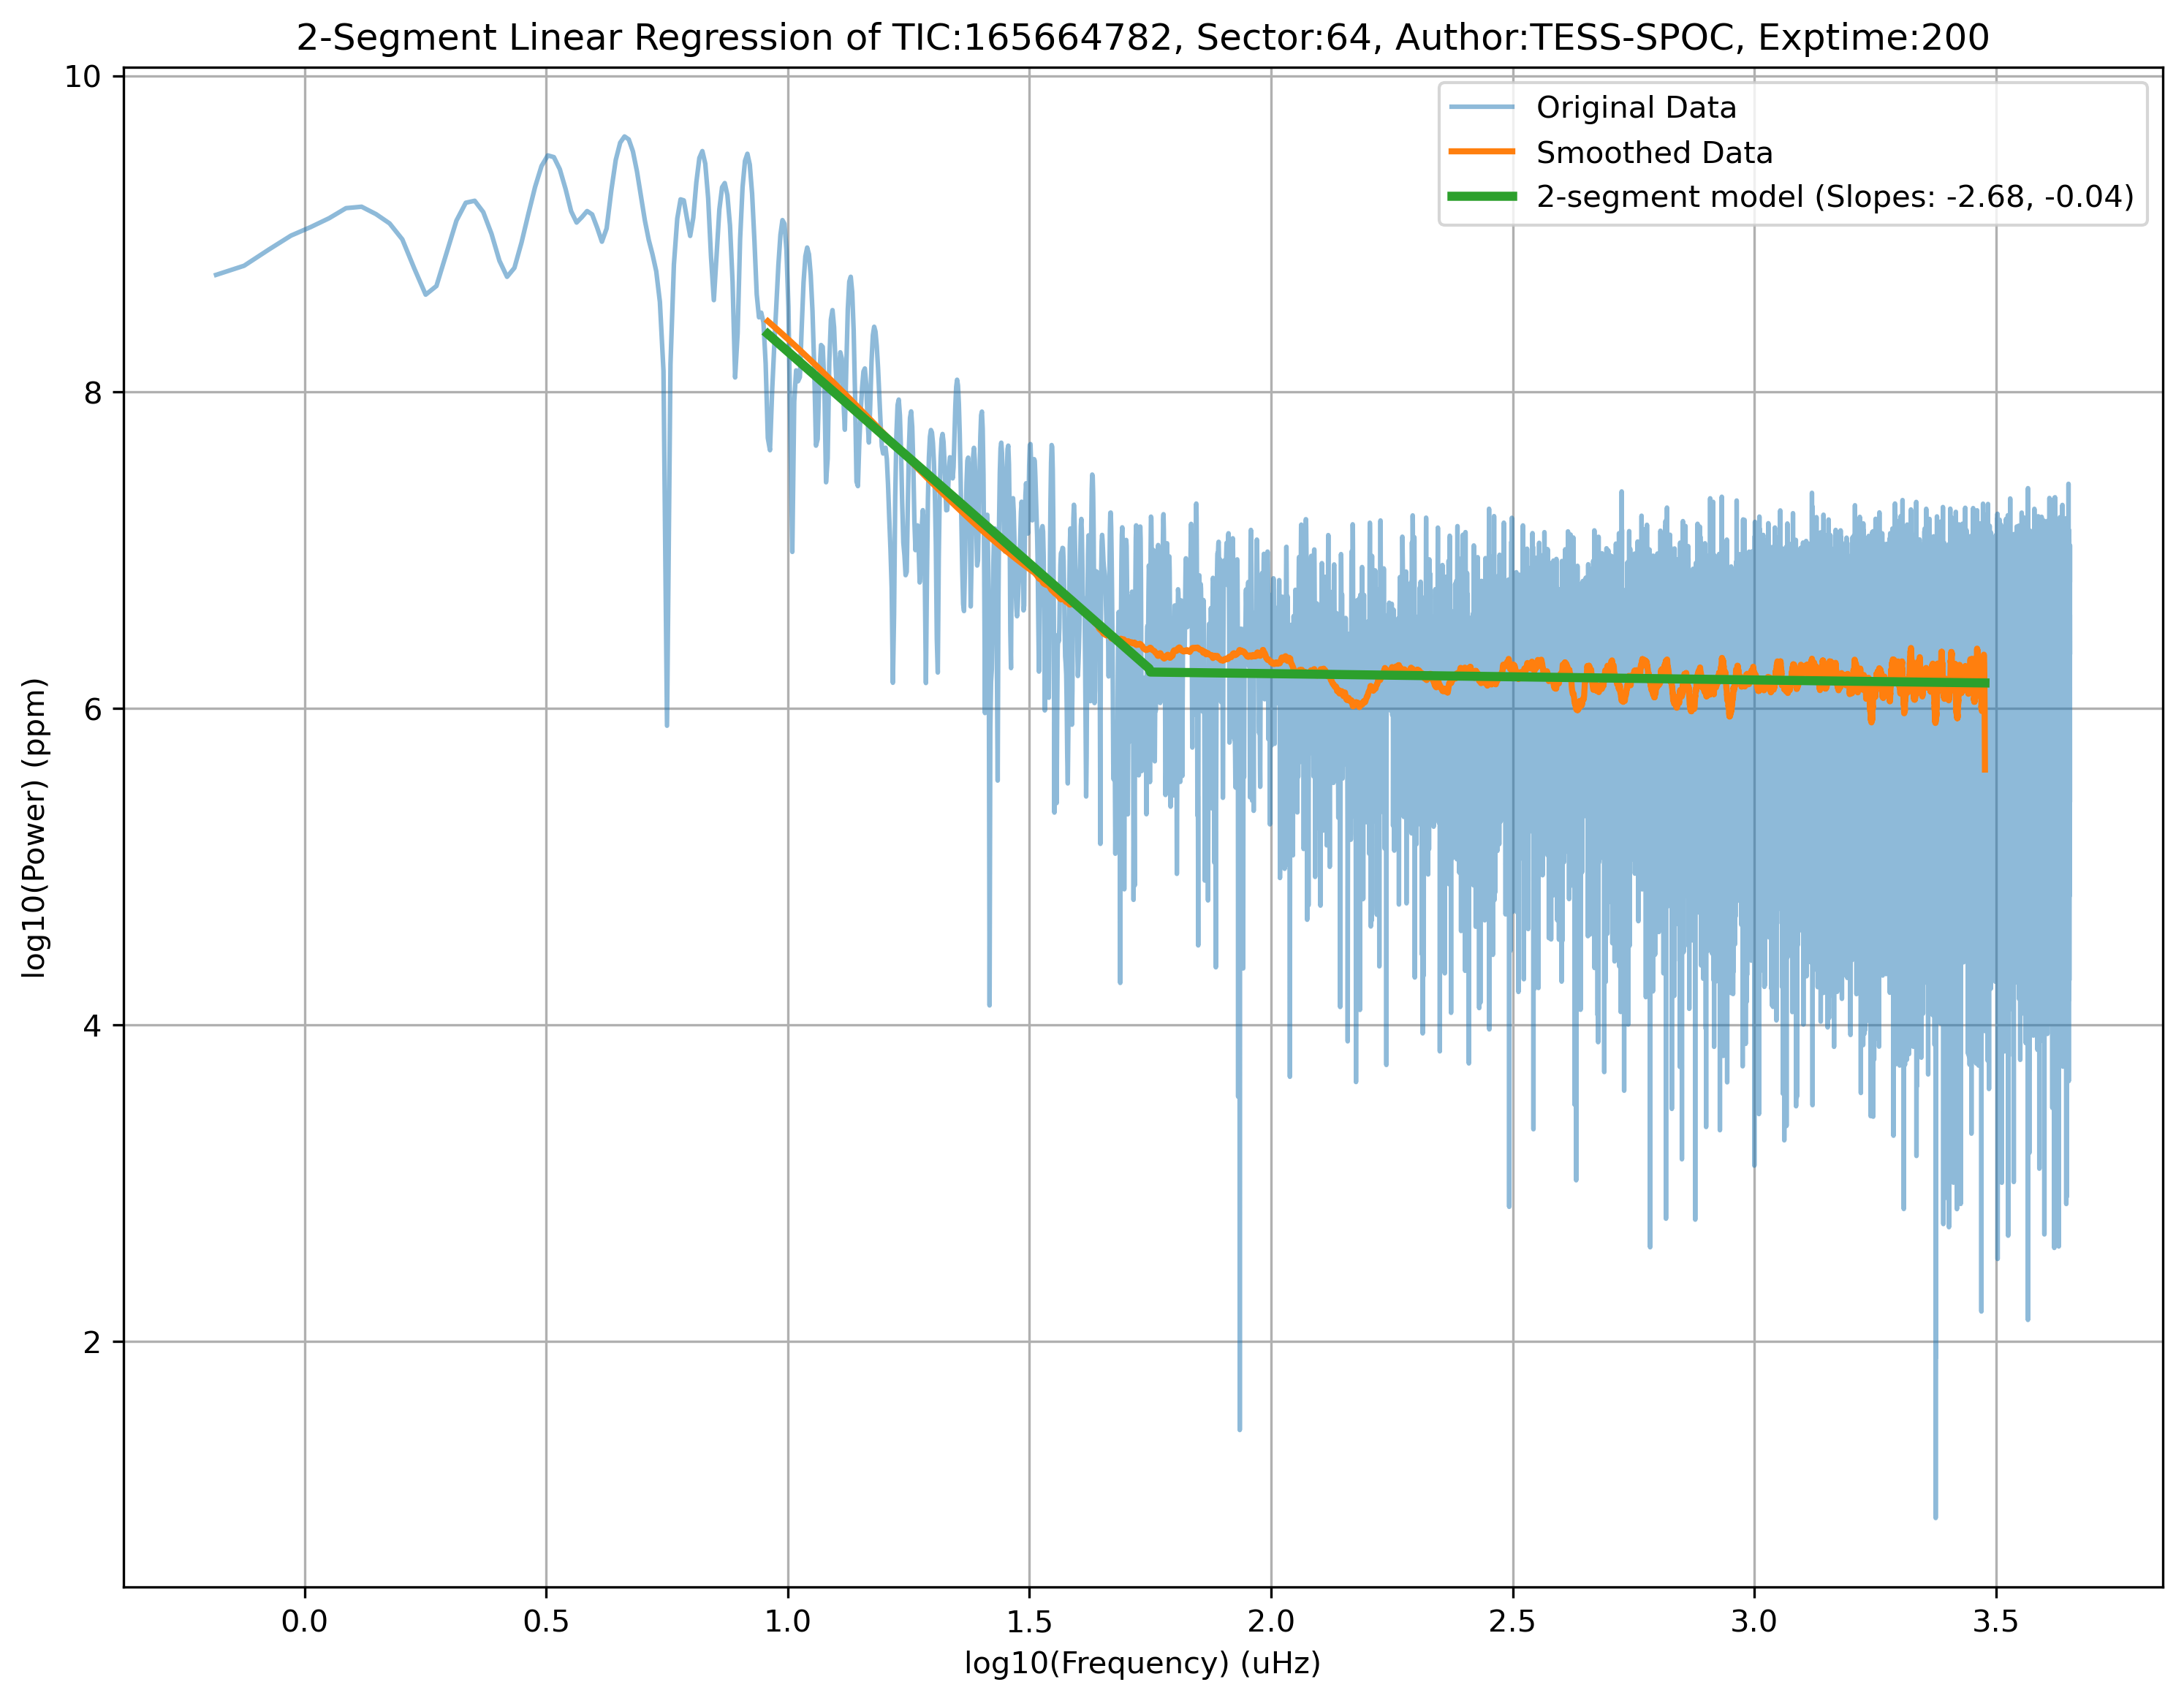 2-Segment Linear Regression of TIC:165664782, Sector:64, Author:TESS-SPOC, Exptime:200
Original Data
Smoothed Data
2-segment model (Slopes: -2.68, -0.04)
log10(Power) (ppm)
10
8
6
4
2
0.0 0.5 1.0 1.5 2.0 2.5 3.0 3.5
log10(Frequency) (uHz)